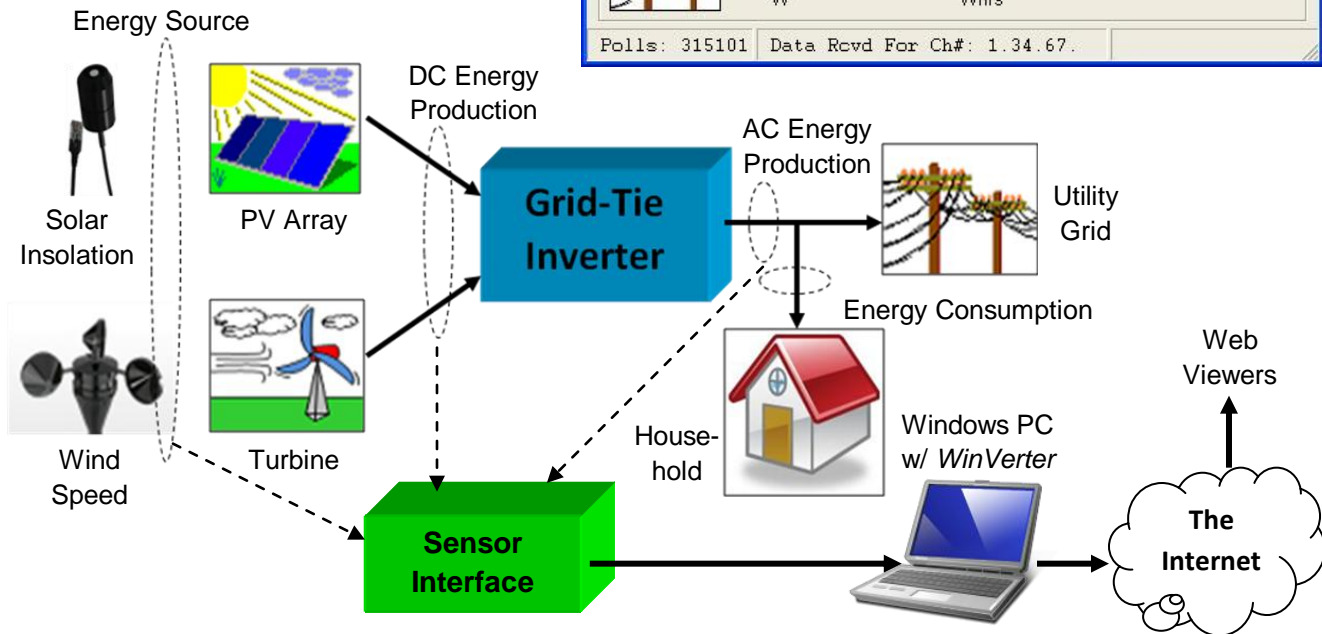 Energy Source
Polls: 315101
Data Rcvd For Ch#: 1.34.67.
DC Energy
Production
AC Energy
Production
Solar
Insolation
PV Array
Grid-Tie
Inverter
Utility
Grid
Energy Consumption
Wind
Speed
Turbine
House-
hold
Windows PC
w/ WinVerter
Web
Viewers
Sensor
Interface
The
Internet